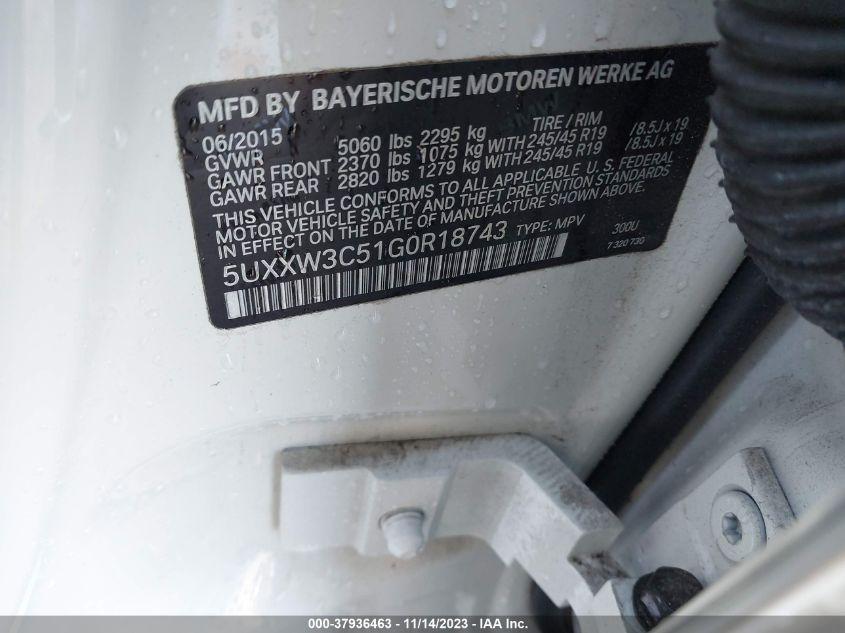 MFD BY BAYERISCHE MOTOREN WERKE AG
06/2015 TIRE / RIM
GVWR 5060 lbs 2295 kg
GAWR FRONT 2370 lbs 1075 kg WITH 245/45 R19 /8.5J x 19
GAWR REAR 2820 lbs 1279 kg WITH 245/45 R19 /8.5J x 19
THIS VEHICLE CONFORMS TO ALL APPLICABLE U.S. FEDERAL
MOTOR VEHICLE SAFETY AND THEFT PREVENTION STANDARDS
IN EFFECT ON THE DATE OF MANUFACTURE SHOWN ABOVE.
5UXXW3C51G0R18743 TYPE: MPV 300U
7 320 730
000-37936463 - 11/14/2023 - IAA Inc.